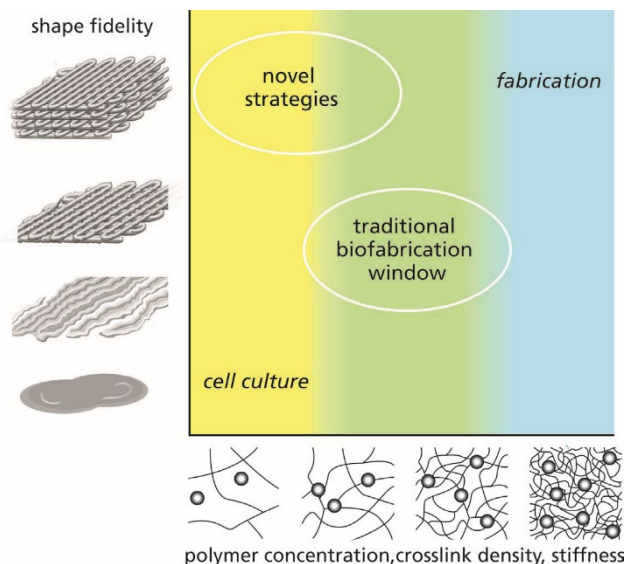 shape fidelity
novel
strategies
fabrication
traditional
biofabrication
window
cell culture
polymer concentration,crosslink density, stiffness